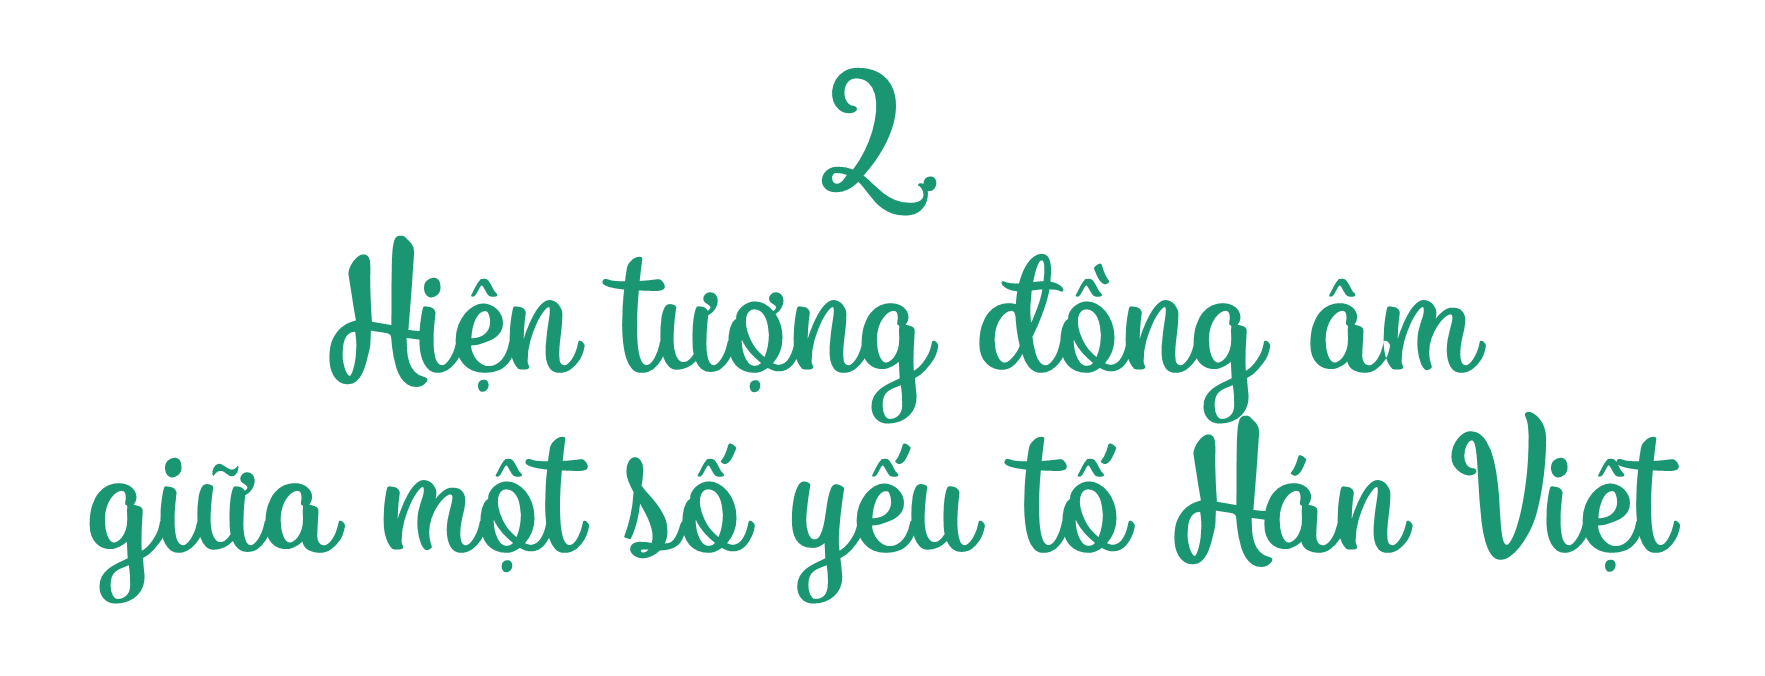 2.
Hiện tượng đồng âm
giữa một số yếu tố Hán Việt